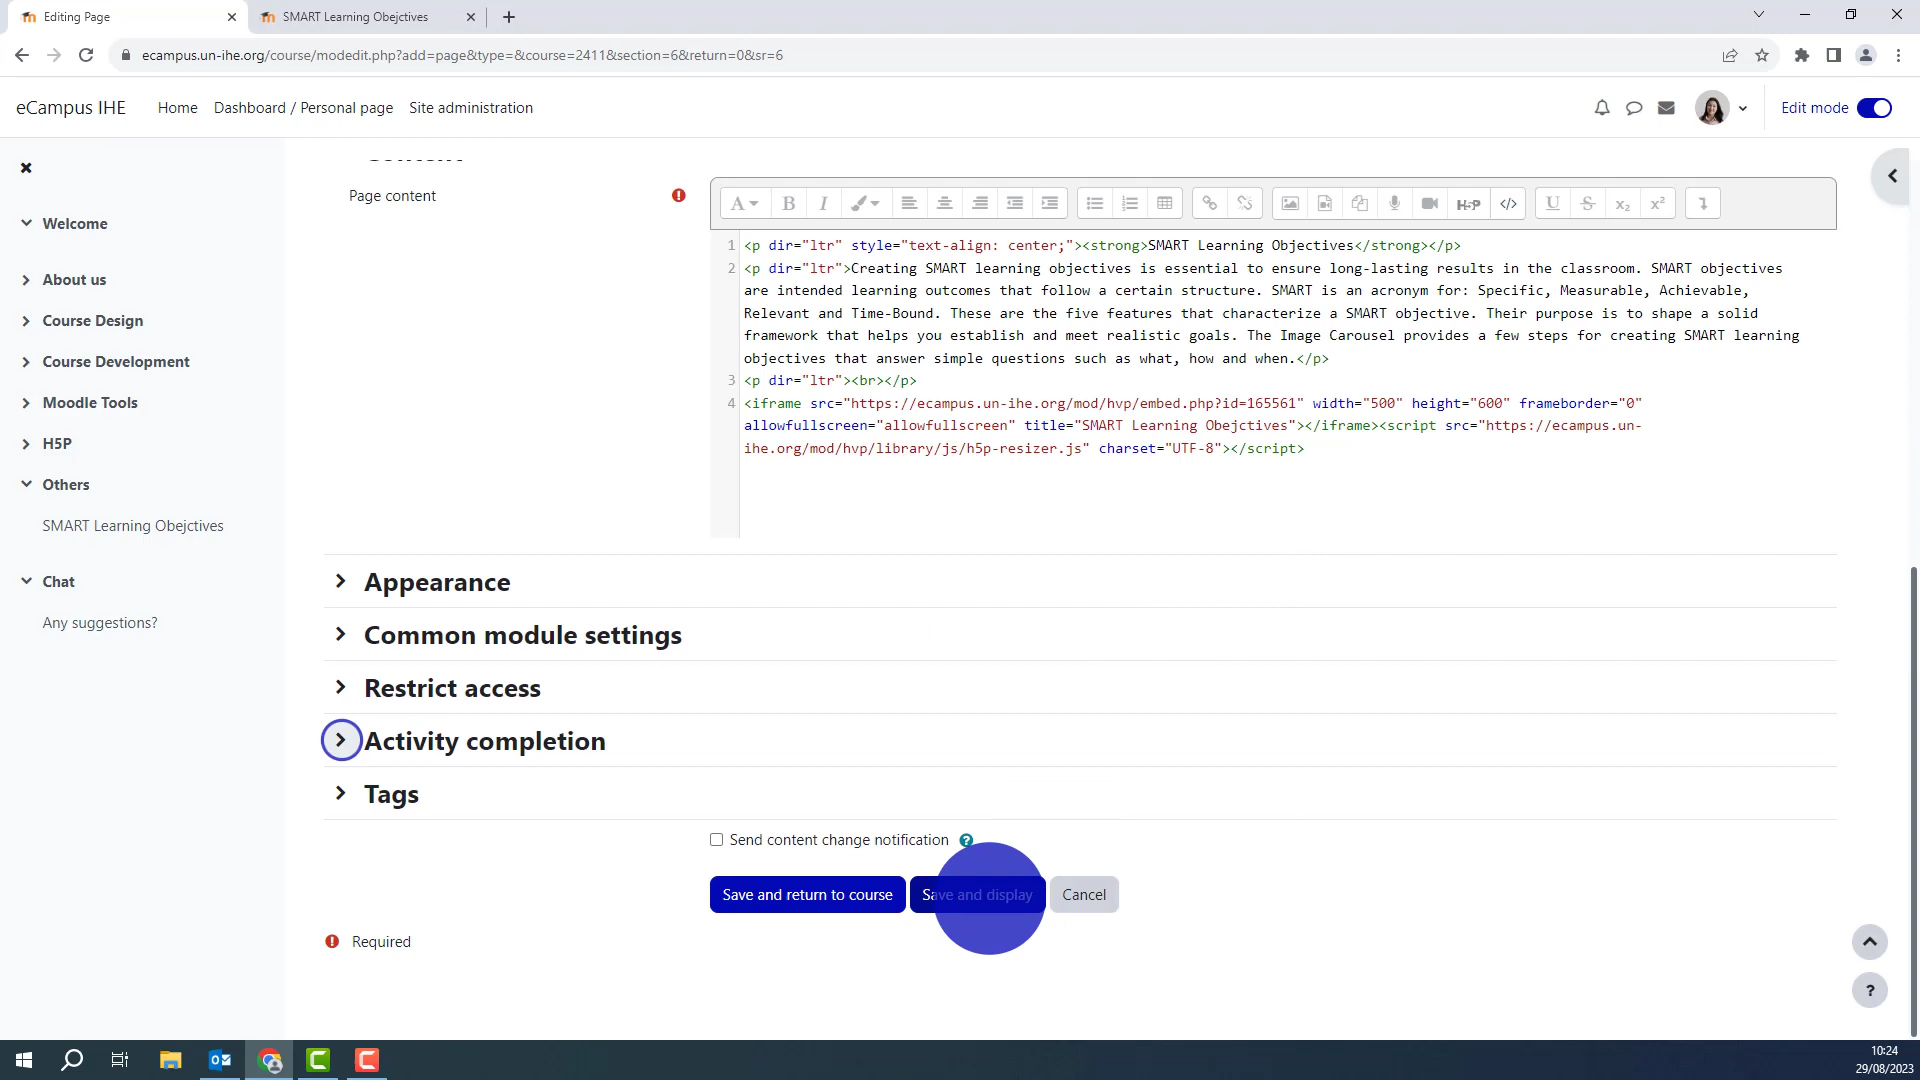 Editing Page
SMART Learning Obejctives
ecampus.un-ihe.org/course/modedit.php?add=page&type=&course=2411&section=6&return=0&sr=6
eCampus IHE
Home
Dashboard / Personal page
Site administration
Edit mode
Welcome
About us
Course Design
Course Development
Moodle Tools
H5P
Others
SMART Learning Obejctives
Chat
Any suggestions?
Page content
A
B
I
H5P
</>
U
S
x₂
x²
1 <p dir="ltr" style="text-align: center;"><strong>SMART Learning Objectives</strong></p>
2 <p dir="ltr">Creating SMART learning objectives is essential to ensure long-lasting results in the classroom. SMART objectives
are intended learning outcomes that follow a certain structure. SMART is an acronym for: Specific, Measurable, Achievable,
Relevant and Time-Bound. These are the five features that characterize a SMART objective. Their purpose is to shape a solid
framework that helps you establish and meet realistic goals. The Image Carousel provides a few steps for creating SMART learning
objectives that answer simple questions such as what, how and when.</p>
3 <p dir="ltr"><br></p>
4 <iframe src="https://ecampus.un-ihe.org/mod/hvp/embed.php?id=165561" width="500" height="600" frameborder="0"
allowfullscreen="allowfullscreen" title="SMART Learning Obejctives"></iframe><script src="https://ecampus.un-
ihe.org/mod/hvp/library/js/h5p-resizer.js" charset="UTF-8"></script>
Appearance
Common module settings
Restrict access
Activity completion
Tags
Send content change notification
?
Save and return to course
Save and display
Cancel
Required
?
10:24
29/08/2023